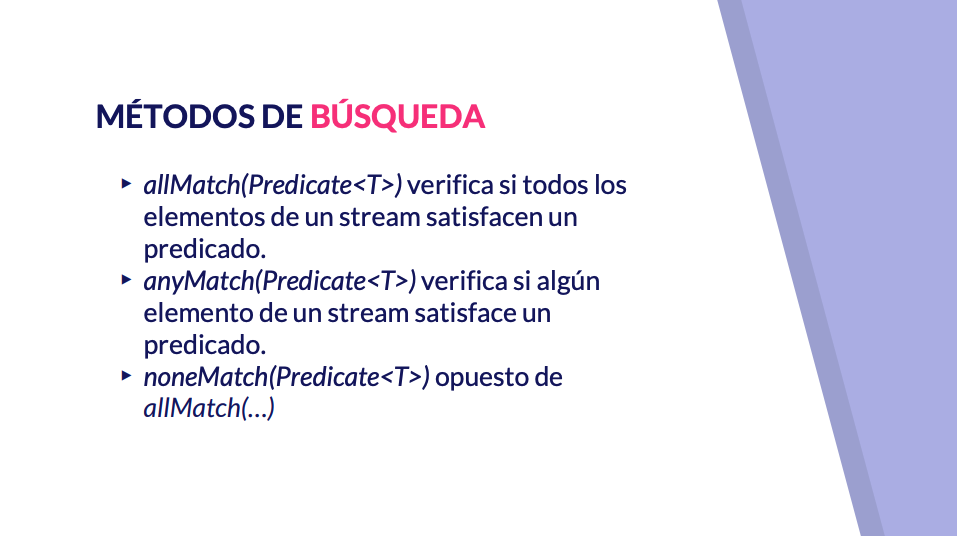 MÉTODOS DE BÚSQUEDA
▸ allMatch(Predicate<T>) verifica si todos los
elementos de un stream satisfacen un
predicado.
▸ anyMatch(Predicate<T>) verifica si algún
elemento de un stream satisface un
predicado.
▸ noneMatch(Predicate<T>) opuesto de
allMatch(…)